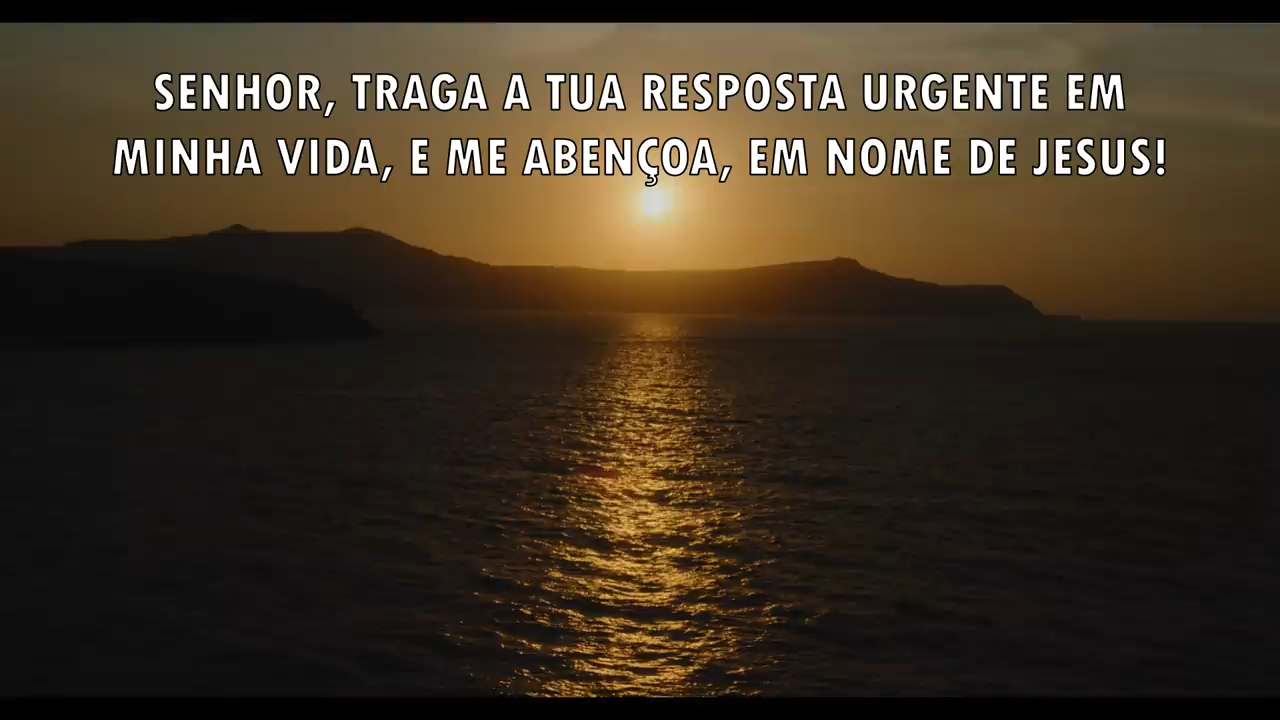 SENHOR, TRAGA A TUA RESPOSTA URGENTE EM
MINHA VIDA, E ME ABENÇOA, EM NOME DE JESUS!